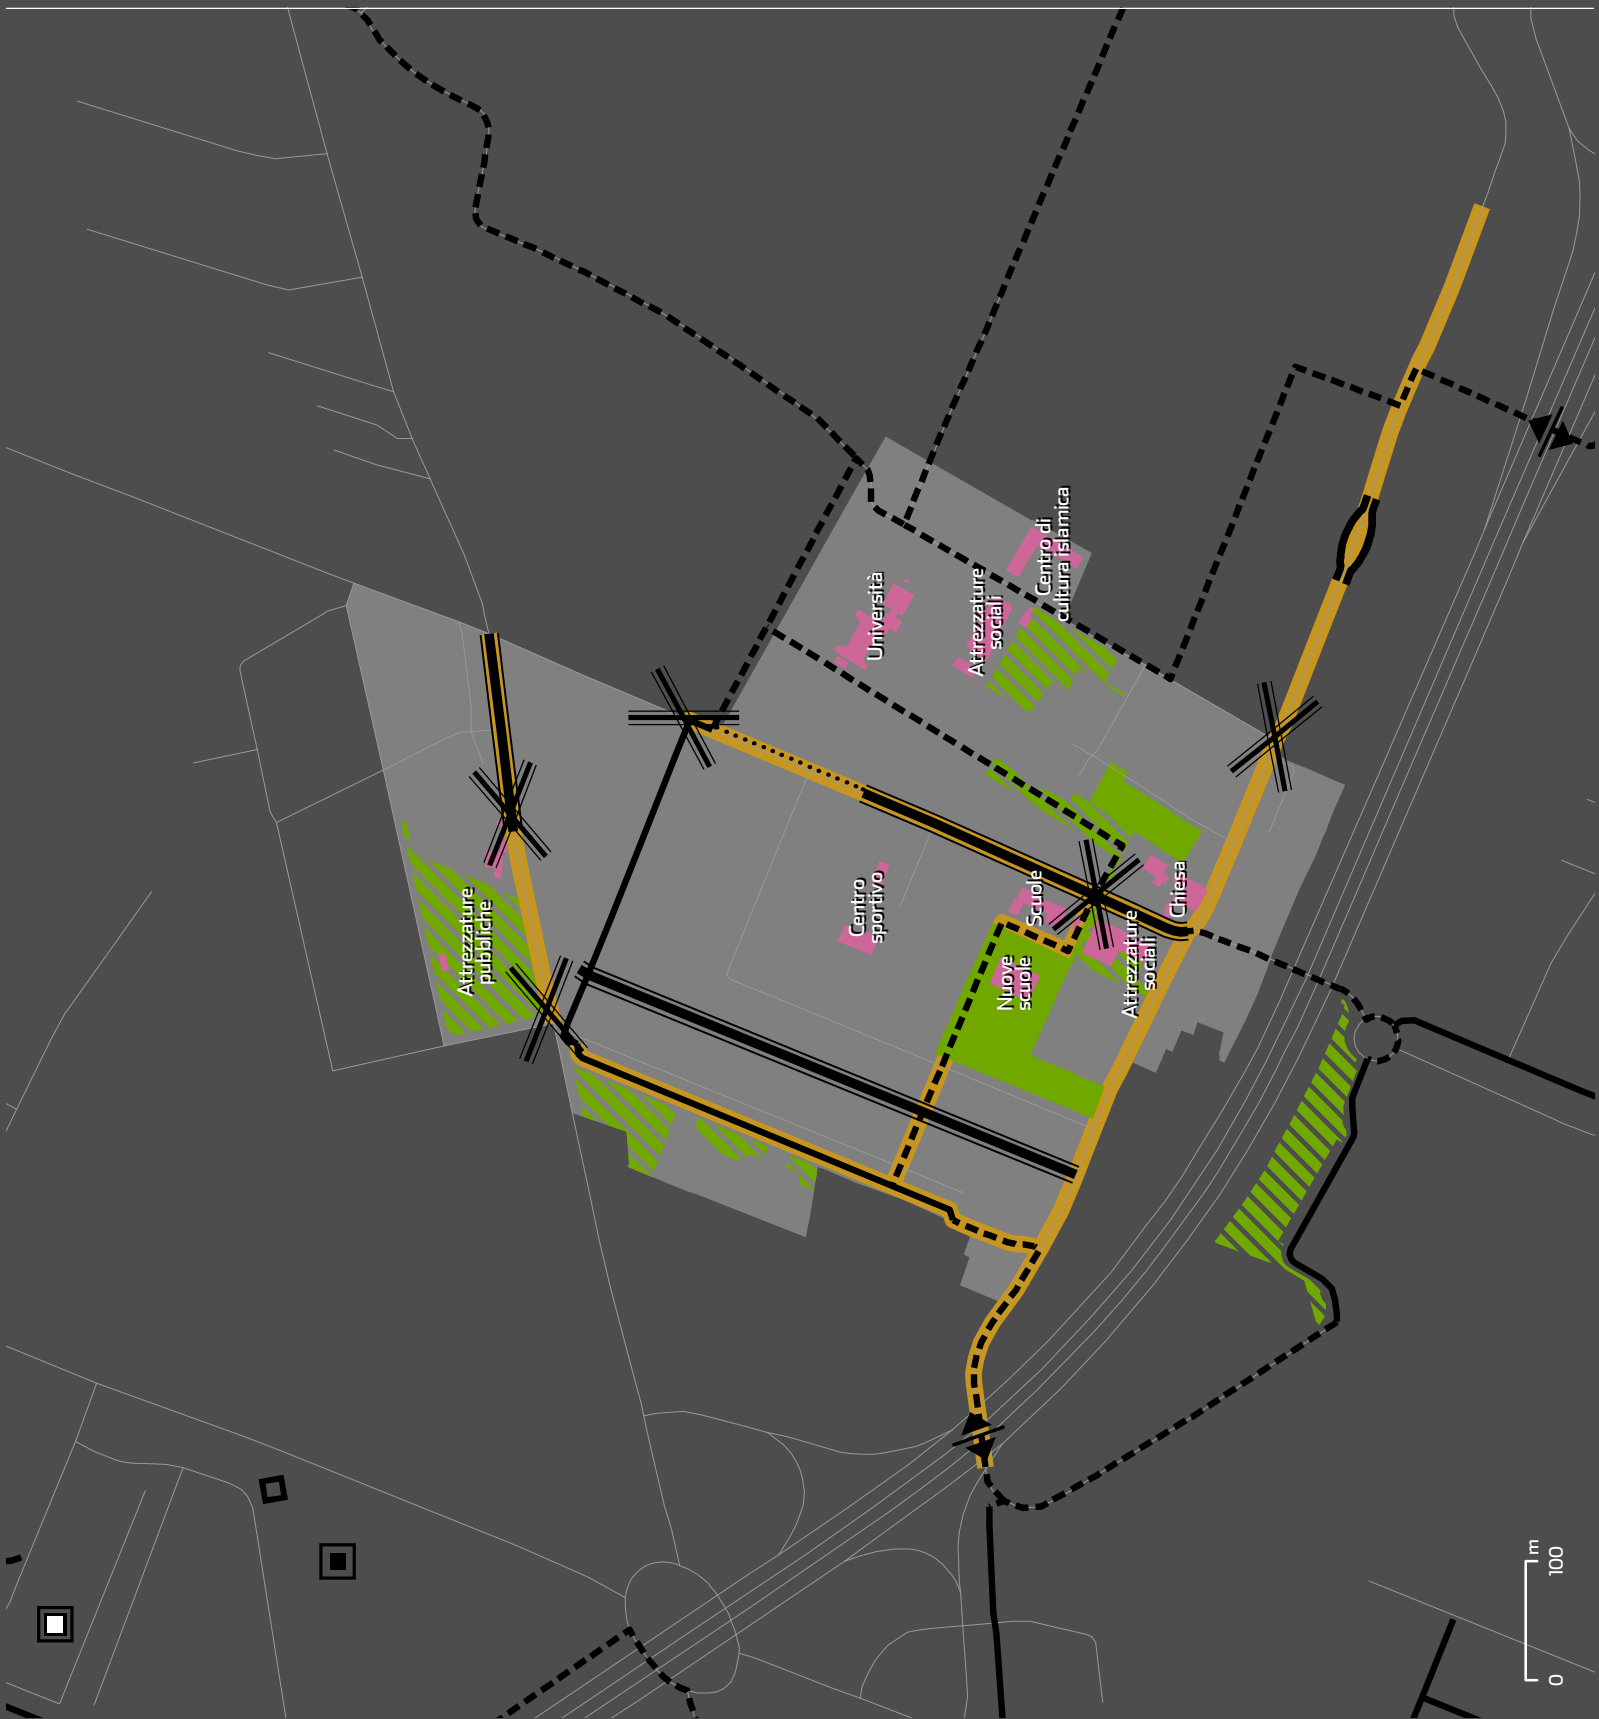 Università
Attrezzature
sociali
Centro di
cultura islamica
Attrezzature
pubbliche
Centro
sportivo
Scuole
Chiesa
Nuove
scuole
Attrezzature
sociali
0
100
m